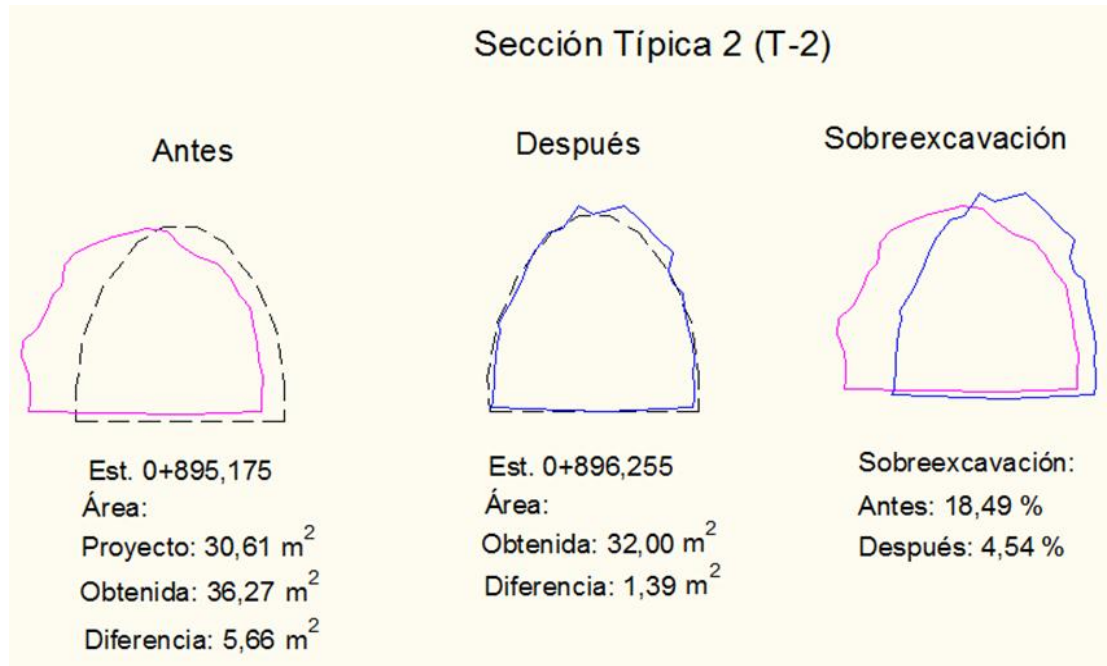 Sección Típica 2 (T-2)
Antes
Est. 0+895,175
Área:
Proyecto: 30,61 m²
Obtenida: 36,27 m²
Diferencia: 5,66 m²
Después
Est. 0+896,255
Área:
Obtenida: 32,00 m²
Diferencia: 1,39 m²
Sobreexcavación
Sobreexcavación:
Antes: 18,49 %
Después: 4,54 %